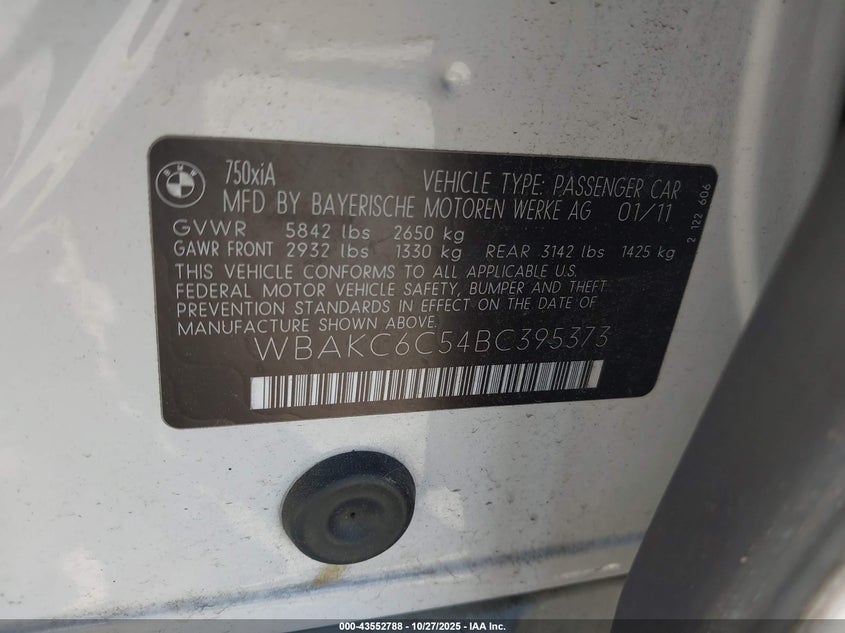 BMW
750xiA VEHICLE TYPE: PASSENGER CAR
MFD BY BAYERISCHE MOTOREN WERKE AG 01/11
GVWR 5842 lbs 2650 kg
GAWR FRONT 2932 lbs 1330 kg REAR 3142 lbs 1425 kg
THIS VEHICLE CONFORMS TO ALL APPLICABLE U.S.
FEDERAL MOTOR VEHICLE SAFETY, BUMPER AND THEFT
PREVENTION STANDARDS IN EFFECT ON THE DATE OF
MANUFACTURE SHOWN ABOVE.
WBAKC6C54BC395373
2 122 606
000-43552788 - 10/27/2025 - IAA Inc.